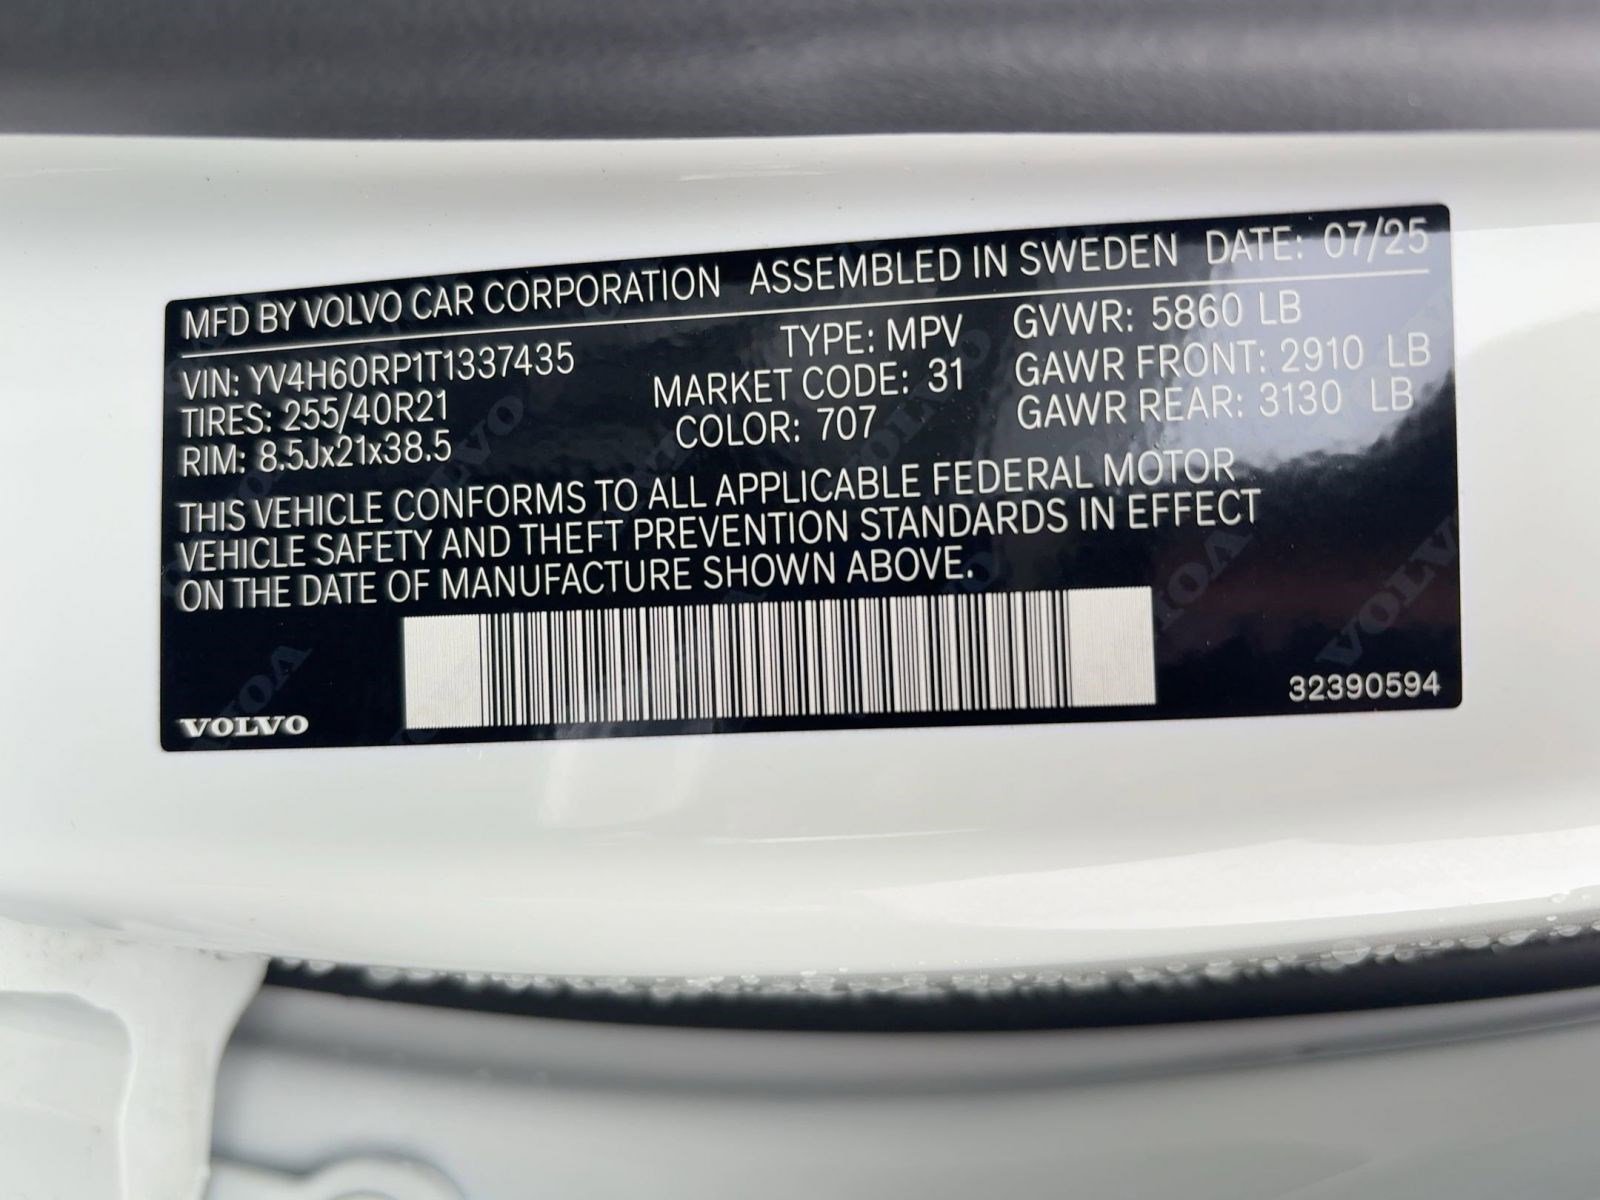 MFD BY VOLVO CAR CORPORATION ASSEMBLED IN SWEDEN DATE: 07/25
VIN: YV4H60RP1T1337435 TYPE: MPV GVWR: 5860 LB
TIRES: 255/40R21 MARKET CODE: 31 GAWR FRONT: 2910 LB
RIM: 8.5Jx21x38.5 COLOR: 707 GAWR REAR: 3130 LB
THIS VEHICLE CONFORMS TO ALL APPLICABLE FEDERAL MOTOR
VEHICLE SAFETY AND THEFT PREVENTION STANDARDS IN EFFECT
ON THE DATE OF MANUFACTURE SHOWN ABOVE.
VOLVO 32390594